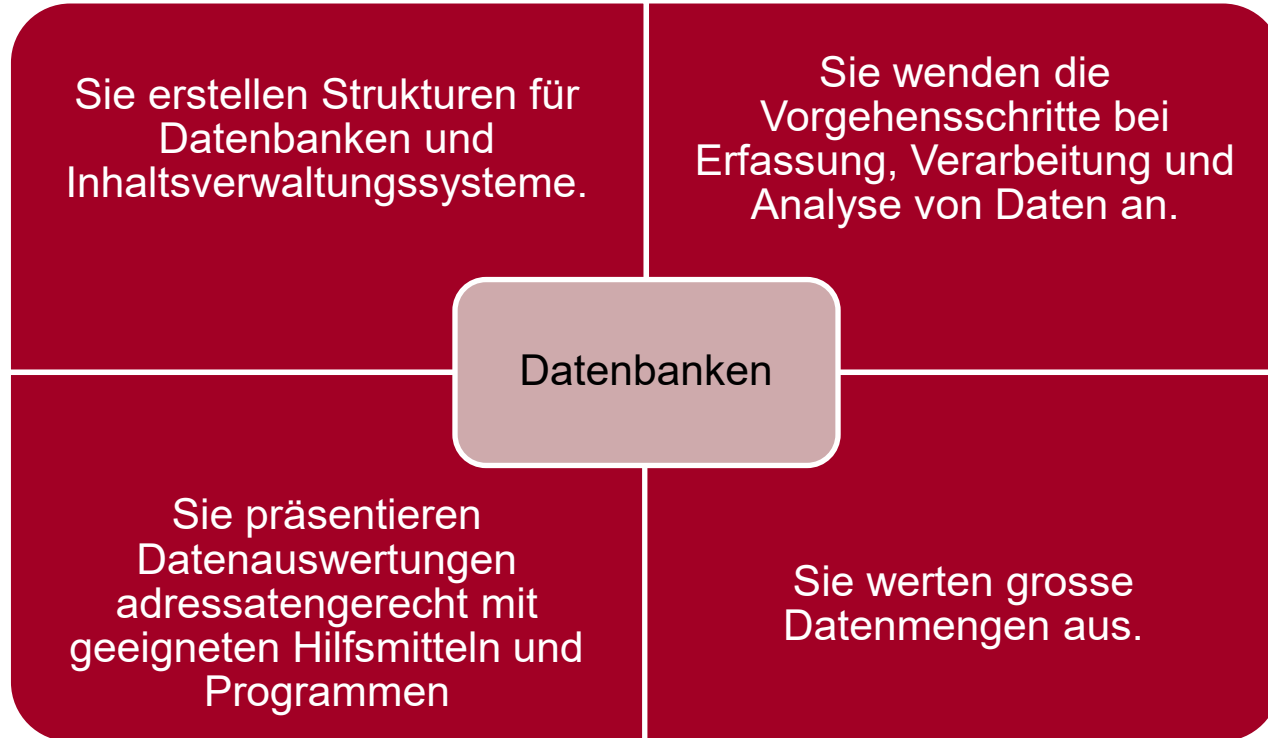 Sie erstellen Strukturen für
Datenbanken und
Inhaltsverwaltungssysteme.
Sie wenden die
Vorgehensschritte bei
Erfassung, Verarbeitung und
Analyse von Daten an.
Datenbanken
Sie präsentieren
Datenauswertungen
adressatengerecht mit
geeigneten Hilfsmitteln und
Programmen
Sie werten grosse
Datenmengen aus.